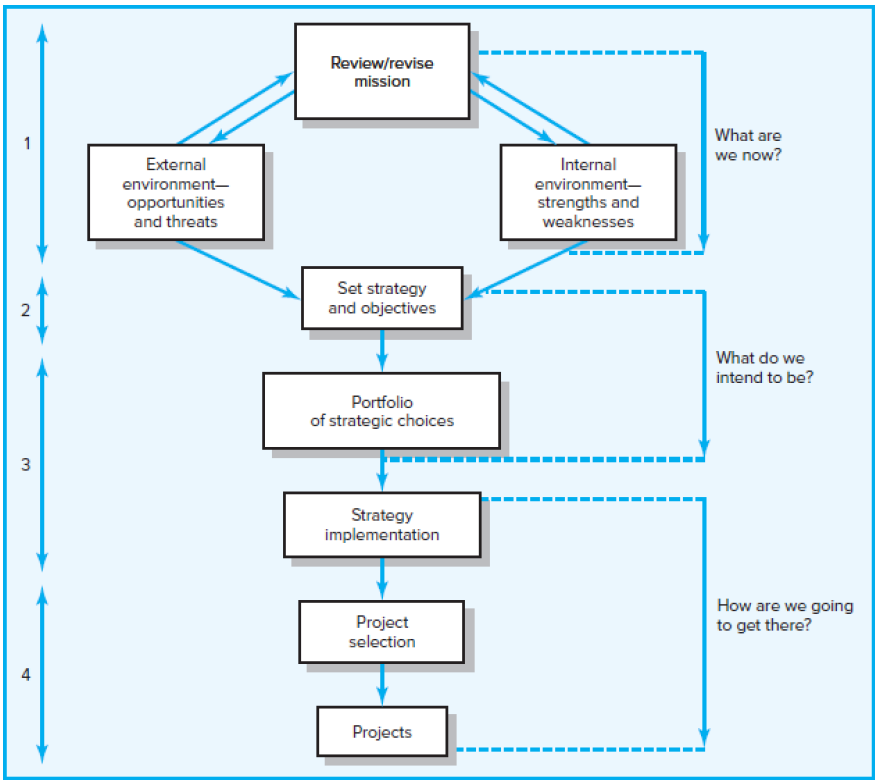 Review/revise
mission
1
What are
we now?
External
environment—
opportunities
and threats
Internal
environment—
strengths and
weaknesses
2
Set strategy
and objectives
What do we
intend to be?
Portfolio
of strategic choices
3
Strategy
implementation
How are we going
to get there?
Project
selection
4
Projects